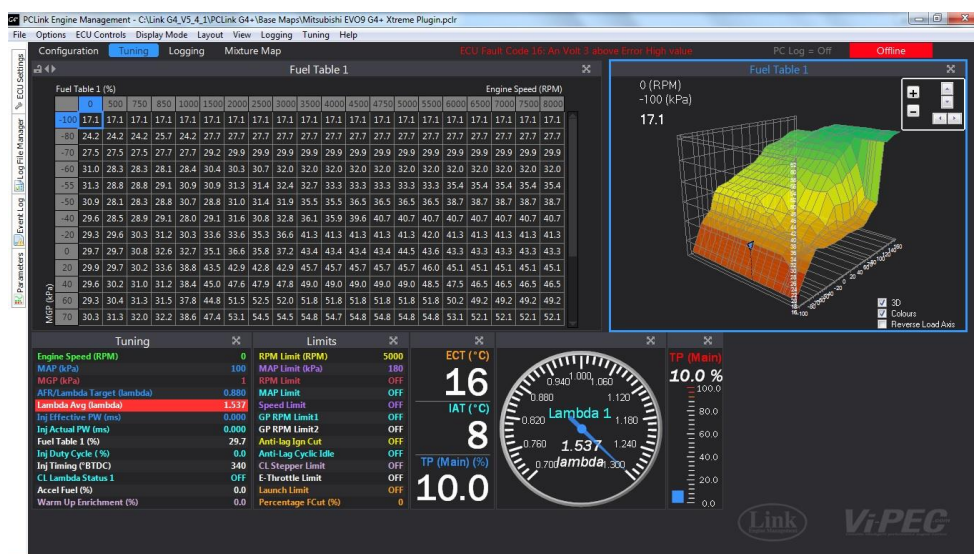 PCLink Engine Management - C:\Link G4_V5_4_1\PCLink G4+\Base Maps\Mitsubishi EVO9 G4+ Xtreme Plugin.pclr
File Options ECU Controls Display Mode Layout View Logging Tuning Help
Configuration Tuning Logging Mixture Map ECU Fault Code 16: An Volt 3 above Error High value PC Log = Off Offline
ECU Settings
Log File Manager
Event Log
Parameters
Fuel Table 1
Fuel Table 1 (%) Engine Speed (RPM)
0 500 750 850 1000 1500 2000 2500 3000 3500 4000 4500 4750 5000 5500 6000 6500 7000 7500 8000
-100 17.1 17.1 17.1 17.1 17.1 17.1 17.1 17.1 17.1 17.1 17.1 17.1 17.1 17.1 17.1 17.1 17.1 17.1 17.1 17.1
-80 24.2 24.2 24.2 25.7 24.2 27.7 27.7 27.7 27.7 27.7 27.7 27.7 27.7 27.7 27.7 27.7 27.7 27.7 27.7 27.7
-70 27.5 27.5 27.5 27.7 27.7 29.2 29.9 29.9 29.9 29.9 29.9 29.9 29.9 29.9 29.9 29.9 29.9 29.9 29.9 29.9
-60 31.0 28.3 28.3 28.1 28.4 30.4 30.3 30.7 32.0 32.0 32.0 32.0 32.0 32.0 32.0 32.0 32.0 32.0 32.0 32.0
-55 31.3 28.8 28.8 29.1 30.9 30.9 31.3 31.4 32.4 32.7 33.3 33.3 33.3 33.3 33.3 35.4 35.4 35.4 35.4 35.4
-50 30.9 28.1 28.3 28.8 30.7 28.8 31.0 31.4 31.9 35.5 35.5 36.5 36.5 36.5 36.5 38.7 38.7 38.7 38.7 38.7
-40 29.6 28.5 28.9 29.1 28.0 29.1 31.6 30.8 32.8 36.1 35.9 39.6 40.7 40.7 40.7 40.7 40.7 40.7 40.7 40.7
-20 29.3 29.6 30.3 31.2 30.3 33.6 33.6 35.3 36.6 41.3 41.3 41.3 41.3 41.3 42.0 41.3 41.3 41.3 41.3 41.3
0 29.7 29.7 30.8 32.6 32.7 35.1 36.6 35.8 37.2 43.4 43.4 43.4 43.4 44.5 43.6 43.3 43.3 43.3 43.3 43.3
20 29.9 29.7 30.2 33.6 38.8 43.5 42.9 42.8 42.9 45.7 45.7 45.7 45.7 45.7 46.0 45.1 45.1 45.1 45.1 45.1
40 29.6 30.2 31.0 31.2 38.4 45.0 47.6 47.9 47.8 49.0 49.0 49.0 49.0 49.0 48.5 47.5 46.5 46.5 46.5 46.5
60 29.3 30.4 31.3 31.5 37.8 44.8 51.5 52.5 52.0 51.8 51.8 51.8 51.8 51.8 51.8 50.2 49.2 49.2 49.2 49.2
70 30.3 31.3 32.0 32.2 38.6 47.4 53.1 54.5 54.5 54.8 54.7 54.8 54.8 54.8 54.8 53.1 52.1 52.1 52.1 52.1
MGP (kPa)
Fuel Table 1
0 (RPM)
-100 (kPa)
17.1
3D
Colours
Reverse Load Axis
Tuning
Engine Speed (RPM) 0
MAP (kPa) 100
MGP (kPa) 1
AFR/Lambda Target (lambda) 0.880
Lambda Avg (lambda) 1.537
Inj Effective PW (ms) 0.000
Inj Actual PW (ms) 0.000
Fuel Table 1 (%) 29.7
Inj Duty Cycle (%) 0.0
Inj Timing (°BTDC) 340
CL Lambda Status 1 OFF
Accel Fuel (%) 0.0
Warm Up Enrichment (%) 0.0
Limits
RPM Limit (RPM) 5000
MAP Limit (kPa) 180
RPM Limit OFF
MAP Limit OFF
Speed Limit OFF
GP RPM Limit1 OFF
GP RPM Limit2 OFF
Anti-lag Ign Cut OFF
Anti-Lag Cyclic Idle OFF
CL Stepper Limit OFF
E-Throttle Limit OFF
Launch Limit OFF
Percentage FCut (%) 0
ECT (°C)
16
IAT (°C)
8
TP (Main) (%)
10.0
0.940 1.000 1.060
0.880 1.120
0.820 Lambda 1 1.180
0.760 1.537 1.240
0.700 lambda 1.300
TP (Main)
10.0 %
100.0
80.0
60.0
40.0
20.0
0.0
Link
ViPEC